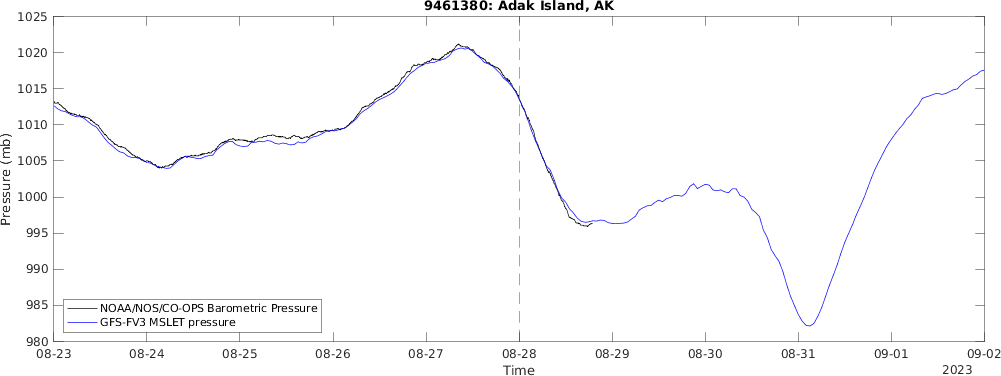 9461380: Adak Island, AK
1025
1020
1015
1010
1005
1000
995
990
985
980
Pressure (mb)
NOAA/NOS/CO-OPS Barometric Pressure
GFS-FV3 MSLET pressure
08-23 08-24 08-25 08-26 08-27 08-28 08-29 08-30 08-31 09-01 09-02
Time
2023